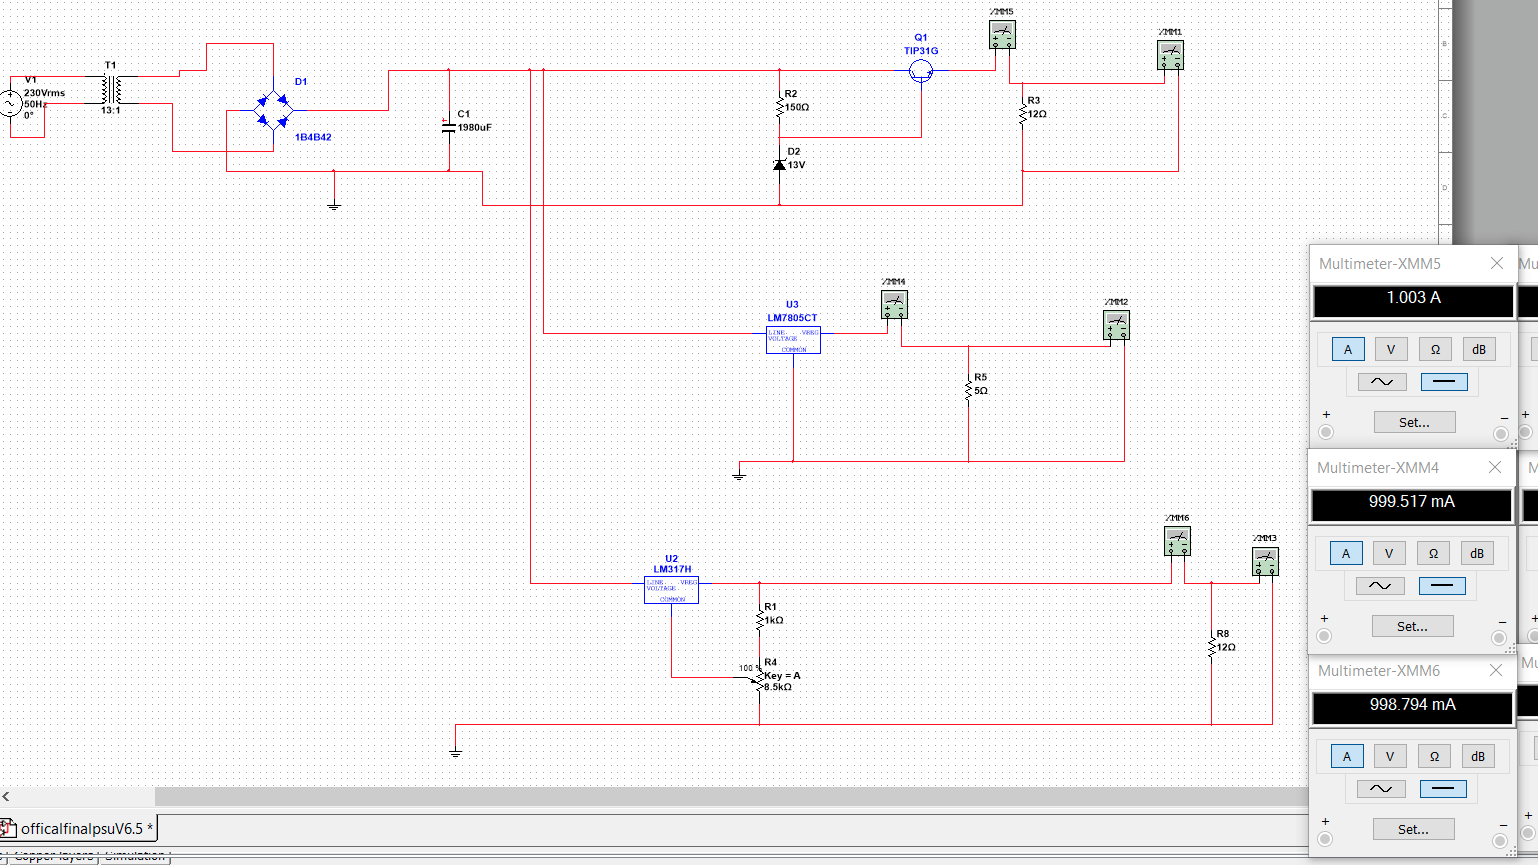 XMM5
XMM1
Q1
TIP31G
T1
V1
230Vrms
50Hz
0°
13:1
D1
1B4B42
C1
1980uF
R2
150Ω
R3
12Ω
D2
13V
B
C
D
XMM4
XMM2
U3
LM7805CT
LINE VREG
VOLTAGE
COMMON
R5
5Ω
XMM6
XMM3
U2
LM317H
LINE VREG
VOLTAGE
COMMON
R1
1kΩ
100 %
R4
Key = A
8.5kΩ
R8
12Ω
Multimeter-XMM5
Mu
1.003 A
A V Ω dB
+ − +
Set...
Multimeter-XMM4
M
999.517 mA
A V Ω dB
+ − +
Set...
Multimeter-XMM6
Mu
998.794 mA
A V Ω dB
+ − +
Set...
officalfinalpsuV6.5 *
Copper layers Simulation